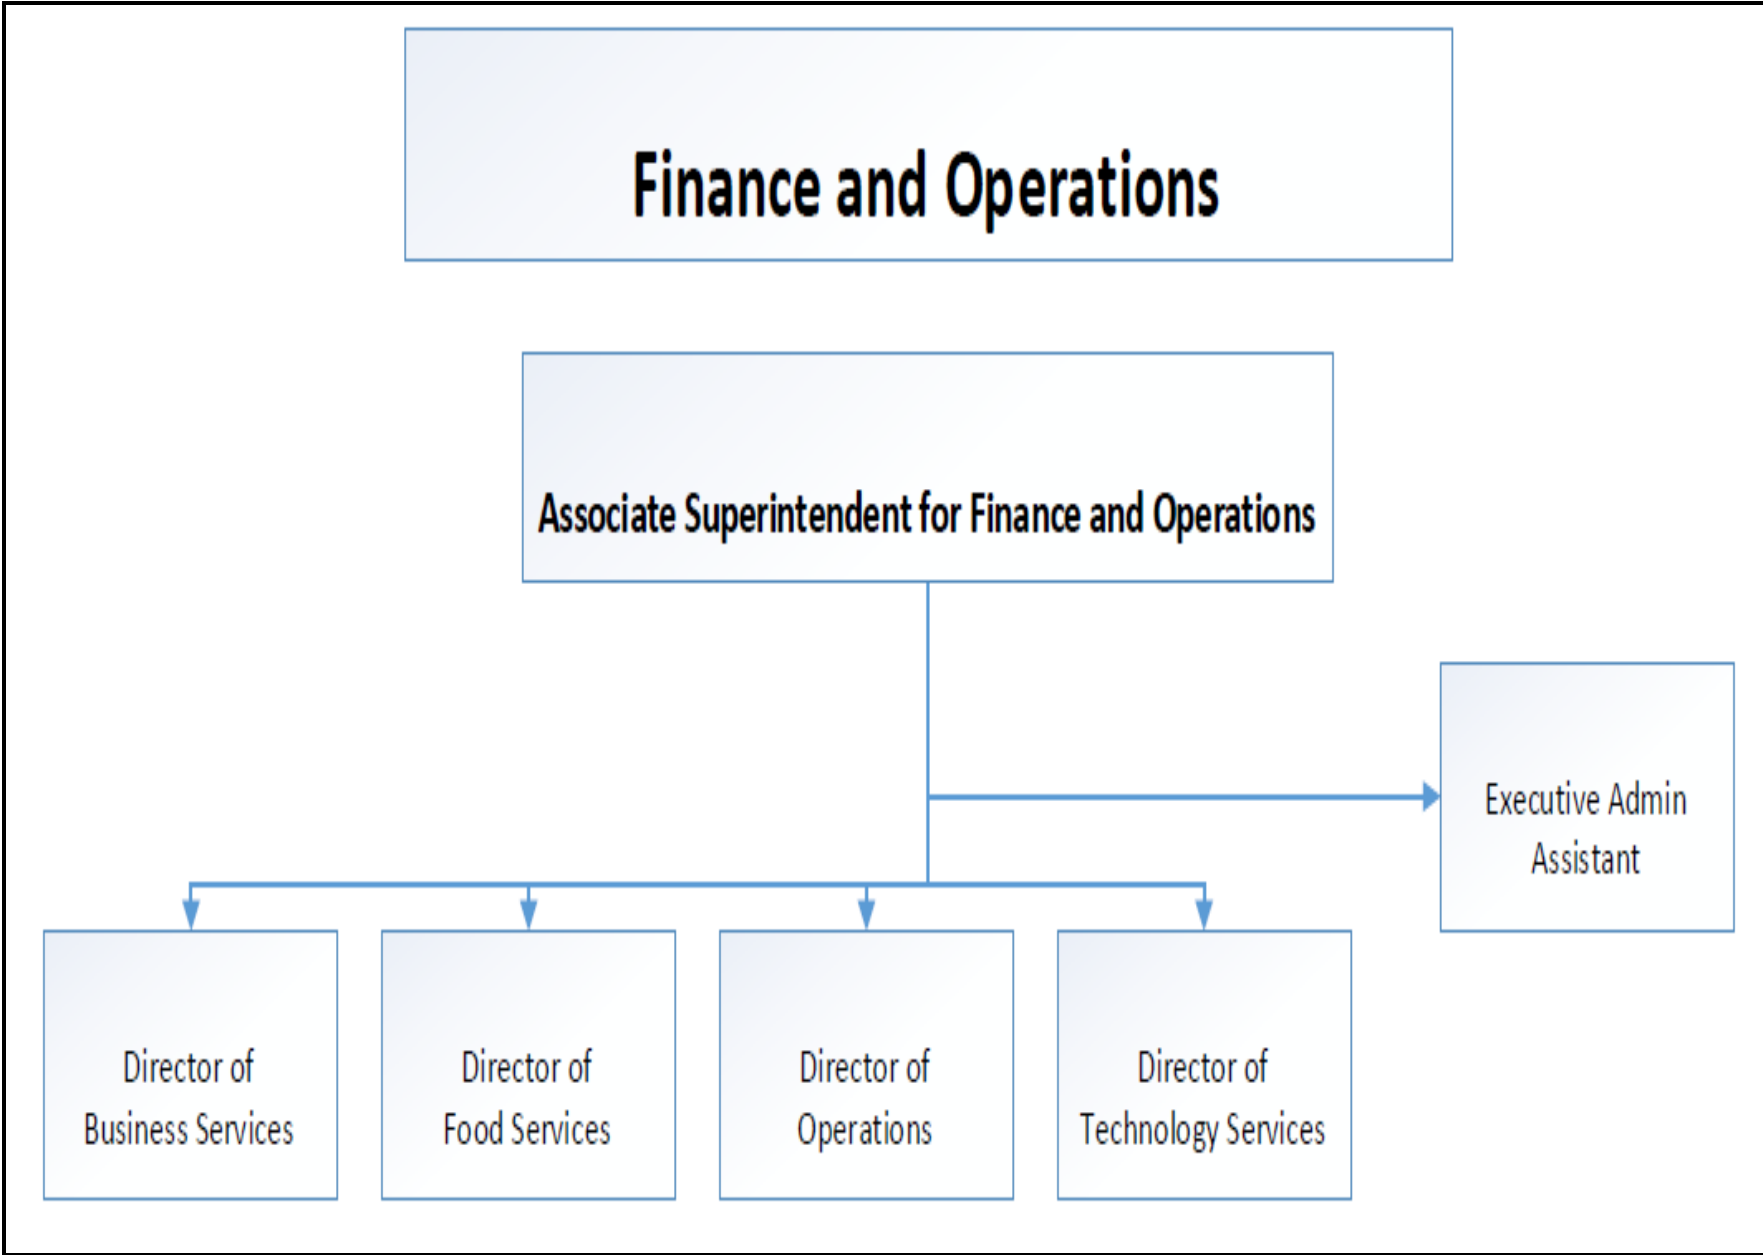 Finance and Operations
Associate Superintendent for Finance and Operations
Executive Admin
Assistant
Director of
Business Services
Director of
Food Services
Director of
Operations
Director of
Technology Services